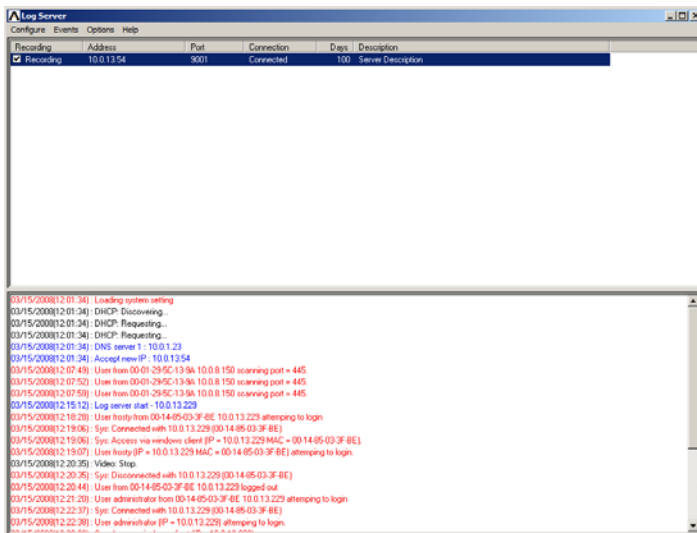 Log Server
Configure Events Options Help
Recording Address Port Connection Days Description
Recording 10.0.13.54 9001 Connected 100 Server Description
03/15/2008(12:01:34) : Loading system setting
03/15/2008(12:01:34) : DHCP: Discovering...
03/15/2008(12:01:34) : DHCP: Requesting...
03/15/2008(12:01:34) : DHCP: Requesting...
03/15/2008(12:01:34) : DNS server 1 : 10.0.1.23
03/15/2008(12:01:34) : Accept new IP : 10.0.13.54
03/15/2008(12:07:49) : User from 00-01-29-5C-13-9A 10.0.8.150 scanning port = 445.
03/15/2008(12:07:52) : User from 00-01-29-5C-13-9A 10.0.8.150 scanning port = 445.
03/15/2008(12:07:59) : User from 00-01-29-5C-13-9A 10.0.8.150 scanning port = 445.
03/15/2008(12:15:12) : Log server start - 10.0.13.229
03/15/2008(12:18:28) : User frosty from 00-14-85-03-3F-BE 10.0.13.229 attemping to login
03/15/2008(12:19:06) : Sys: Connected with 10.0.13.229 (00-14-85-03-3F-BE)
03/15/2008(12:19:06) : Sys: Access via windows client (IP = 10.0.13.229 MAC = 00-14-85-03-3F-BE).
03/15/2008(12:19:07) : User frosty (IP = 10.0.13.229 MAC = 00-14-85-03-3F-BE) attemping to login.
03/15/2008(12:20:35) : Video: Stop.
03/15/2008(12:20:35) : Sys: Disconnected with 10.0.13.229 (00-14-85-03-3F-BE)
03/15/2008(12:20:44) : User from 00-14-85-03-3F-BE 10.0.13.229 logged out
03/15/2008(12:21:20) : User administrator from 00-14-85-03-3F-BE 10.0.13.229 attemping to login
03/15/2008(12:22:37) : Sys: Connected with 10.0.13.229 (00-14-85-03-3F-BE)
03/15/2008(12:22:38) : User administrator (IP = 10.0.13.229) attemping to login.